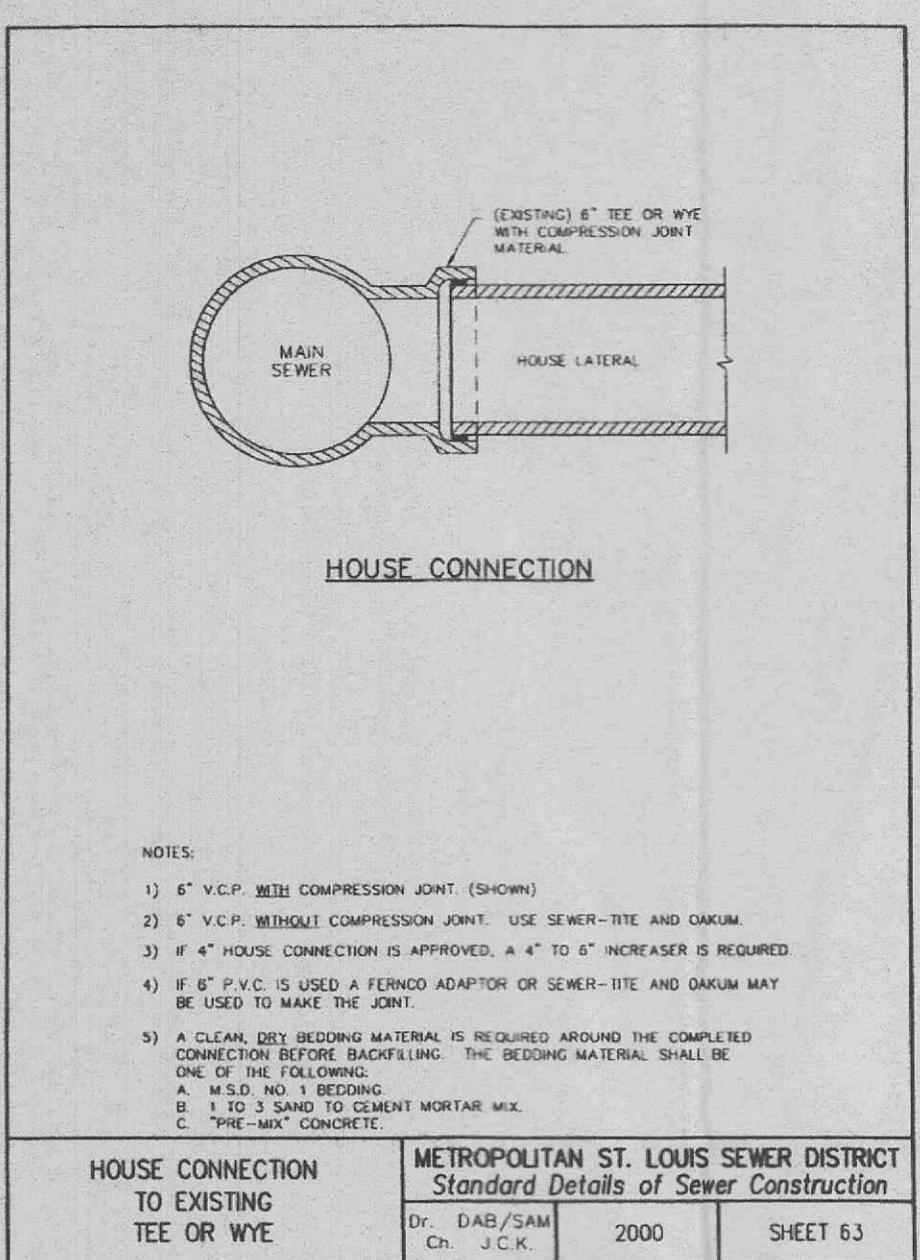 (EXISTING) 6" TEE OR WYE
WITH COMPRESSION JOINT
MATERIAL
MAIN
SEWER
HOUSE LATERAL
HOUSE CONNECTION
NOTES:
1) 6" V.C.P. WITH COMPRESSION JOINT. (SHOWN)
2) 6" V.C.P. WITHOUT COMPRESSION JOINT. USE SEWER-TITE AND OAKUM.
3) IF 4" HOUSE CONNECTION IS APPROVED, A 4" TO 6" INCREASER IS REQUIRED.
4) IF 6" P.V.C. IS USED A FERNCO ADAPTOR OR SEWER-TITE AND OAKUM MAY
BE USED TO MAKE THE JOINT.
5) A CLEAN, DRY BEDDING MATERIAL IS REQUIRED AROUND THE COMPLETED
CONNECTION BEFORE BACKFILLING. THE BEDDING MATERIAL SHALL BE
ONE OF THE FOLLOWING:
A. M.S.D. NO. 1 BEDDING.
B. 1 TO 3 SAND TO CEMENT MORTAR MIX.
C. "PRE-MIX" CONCRETE.
HOUSE CONNECTION
TO EXISTING
TEE OR WYE
METROPOLITAN ST. LOUIS SEWER DISTRICT
Standard Details of Sewer Construction
Dr. DAB/SAM
Ch. J.C.K.
2000
SHEET 63